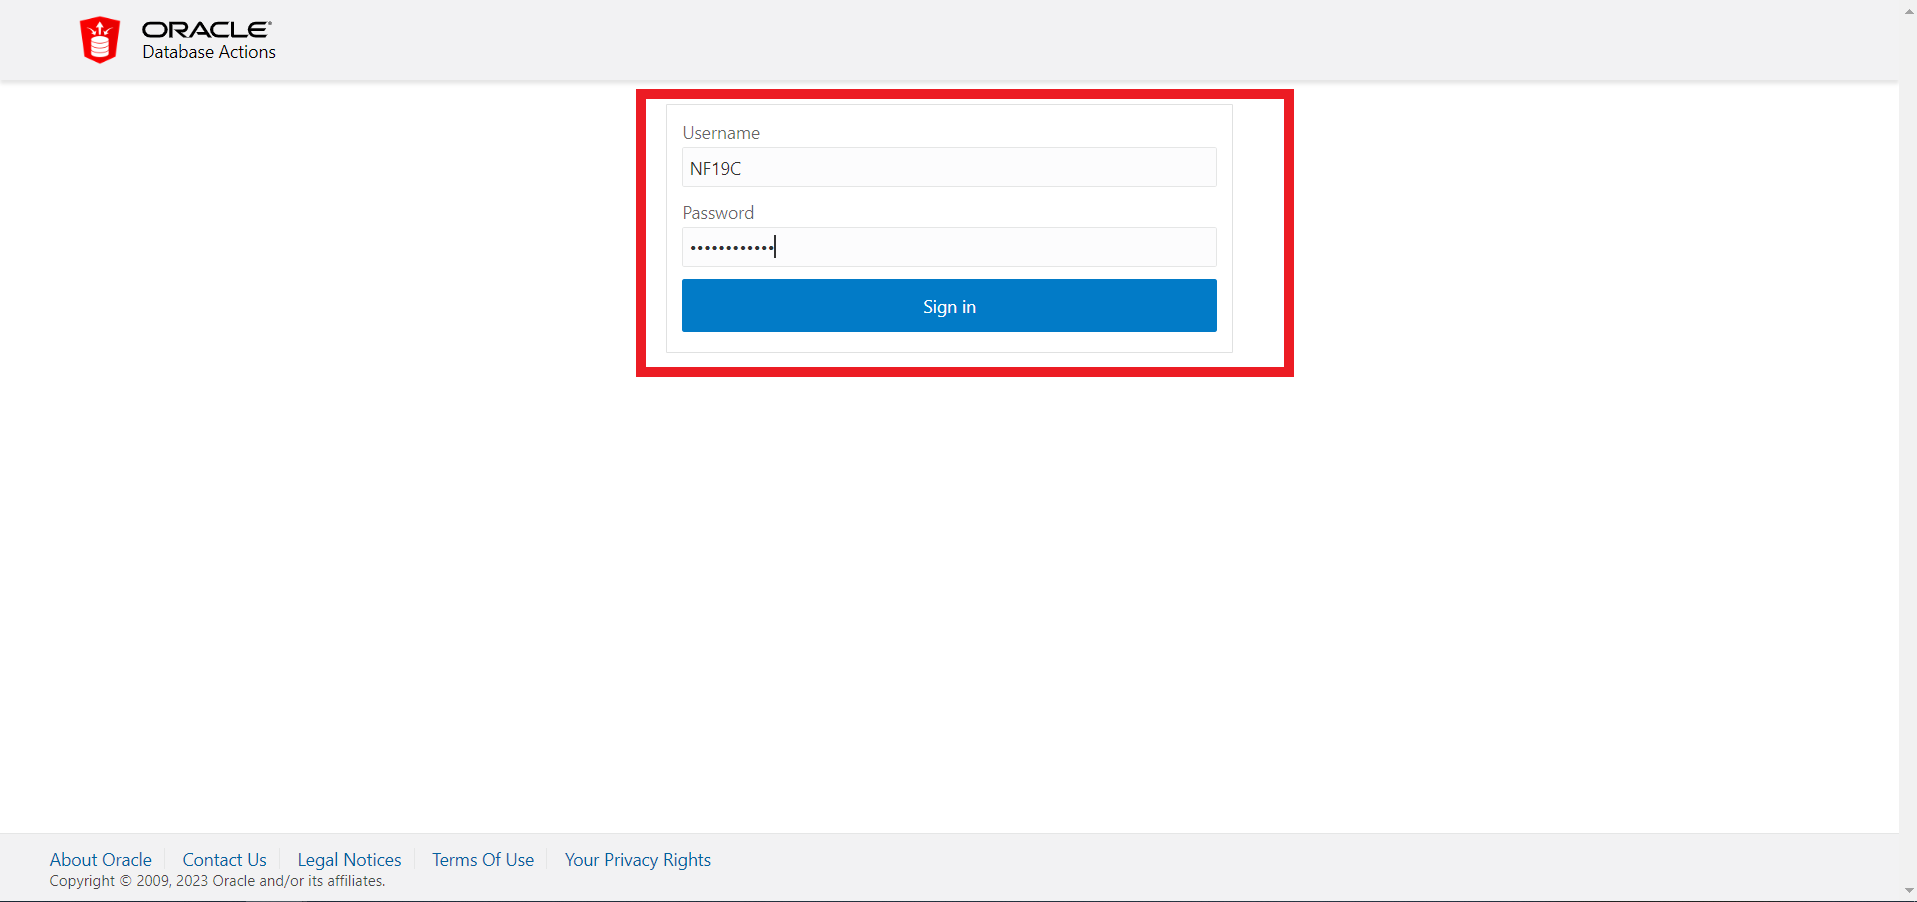 ORACLE®
Database Actions
Username
NF19C
Password
••••••••••••
Sign in
About Oracle
Contact Us
Legal Notices
Terms Of Use
Your Privacy Rights
Copyright © 2009, 2023 Oracle and/or its affiliates.